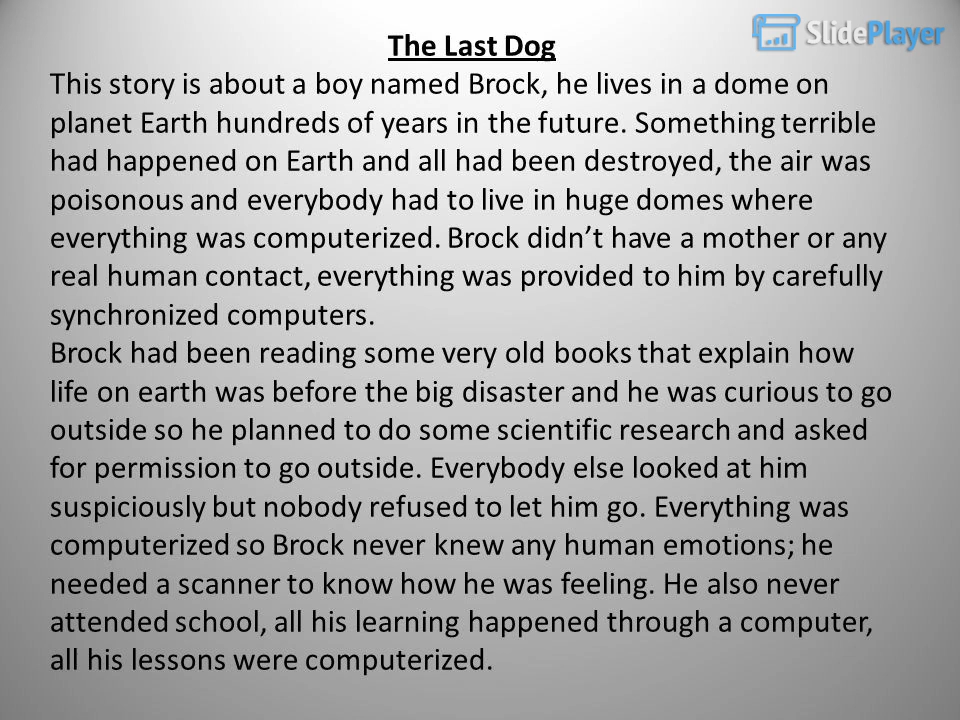 SlidePlayer
The Last Dog
This story is about a boy named Brock, he lives in a dome on
planet Earth hundreds of years in the future. Something terrible
had happened on Earth and all had been destroyed, the air was
poisonous and everybody had to live in huge domes where
everything was computerized. Brock didn’t have a mother or any
real human contact, everything was provided to him by carefully
synchronized computers.
Brock had been reading some very old books that explain how
life on earth was before the big disaster and he was curious to go
outside so he planned to do some scientific research and asked
for permission to go outside. Everybody else looked at him
suspiciously but nobody refused to let him go. Everything was
computerized so Brock never knew any human emotions; he
needed a scanner to know how he was feeling. He also never
attended school, all his learning happened through a computer,
all his lessons were computerized.